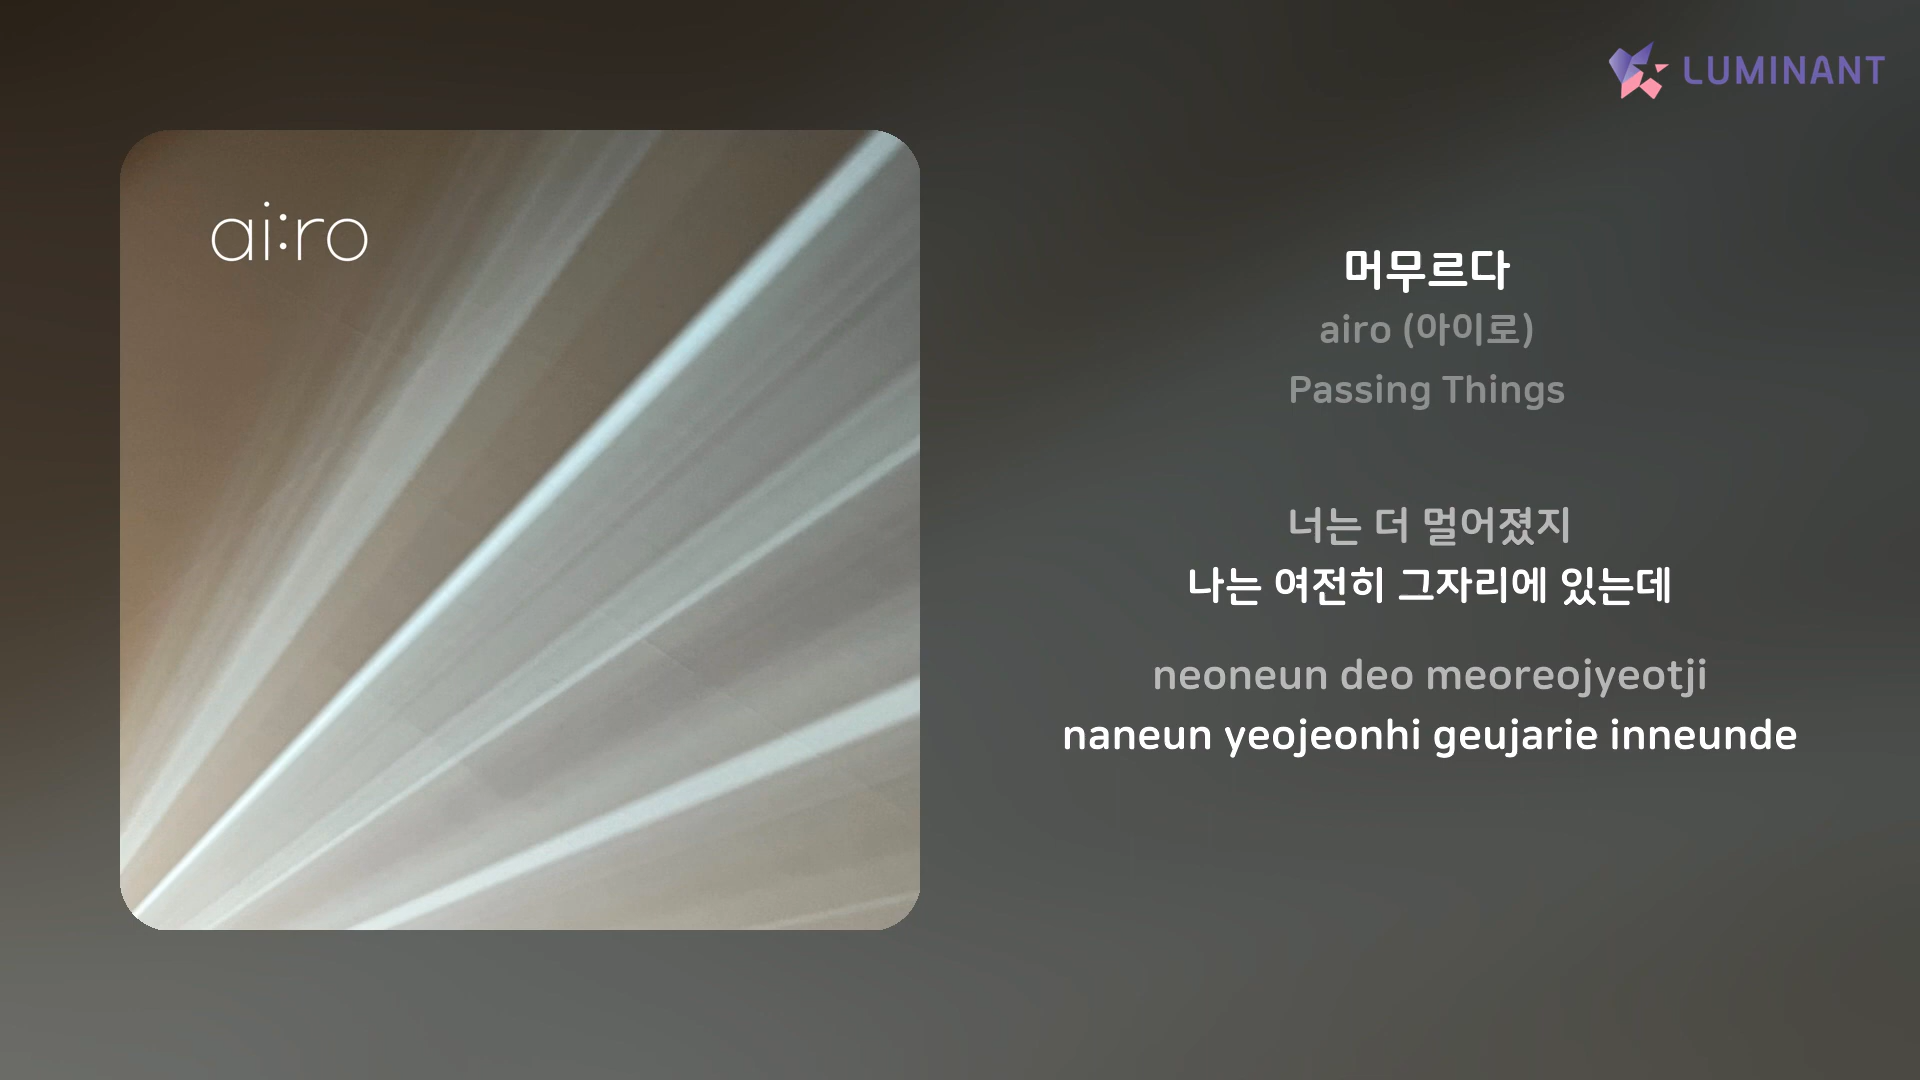 LUMINANT
ai:ro
머무르다
airo (아이로)
Passing Things
너는 더 멀어졌지
나는 여전히 그자리에 있는데
neoneun deo meoreojyeotji
naneun yeojeonhi geujarie inneunde